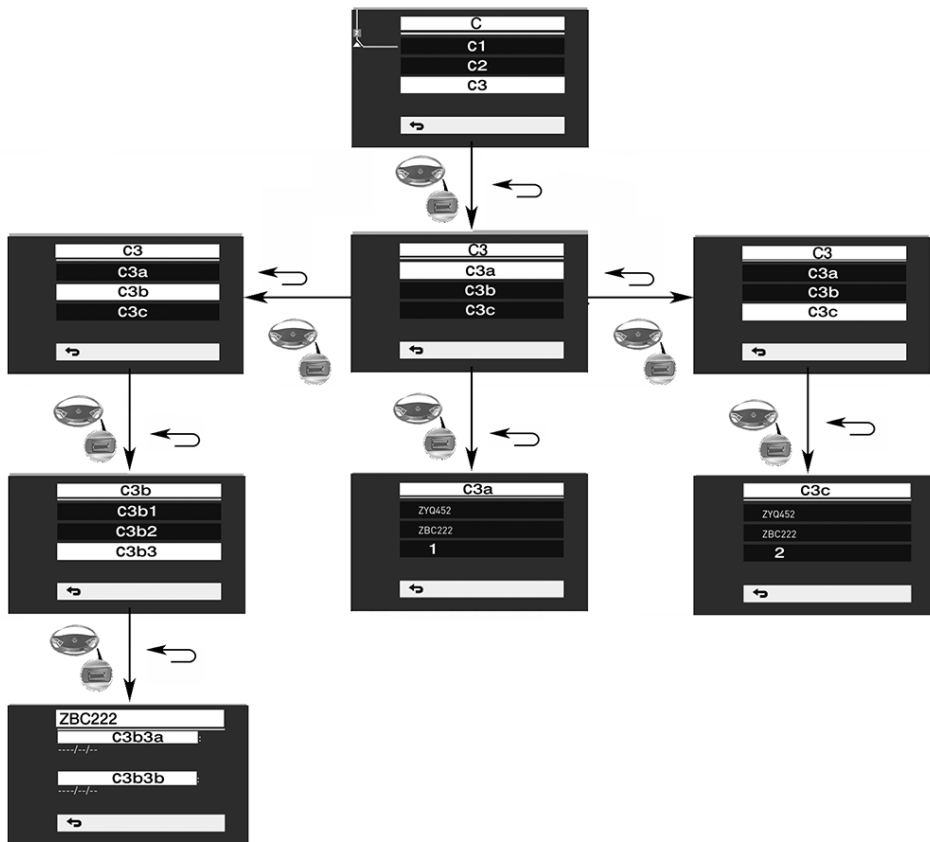 C
C1
C2
C3
C3
C3a
C3b
C3c
C3
C3a
C3b
C3c
C3
C3a
C3b
C3c
C3b
C3b1
C3b2
C3b3
C3a
ZYQ452
ZBC222
1
C3c
ZYQ452
ZBC222
2
ZBC222
C3b3a :
----/--/--
C3b3b :
----/--/--